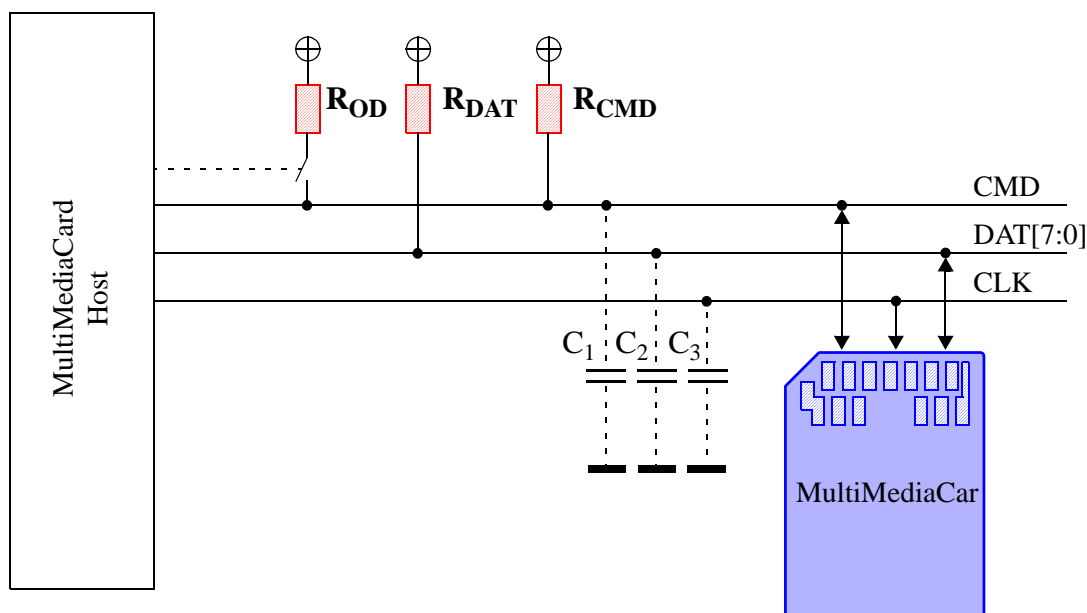 MultiMediaCard
Host
R_OD
R_DAT
R_CMD
CMD
DAT[7:0]
CLK
C_1
C_2
C_3
MultiMediaCar